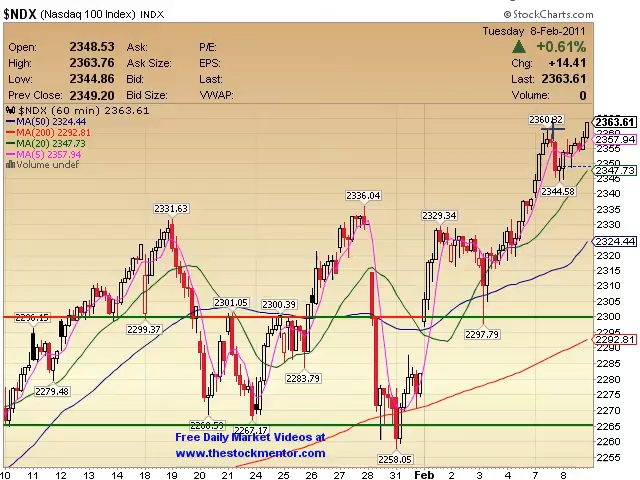 $NDX (Nasdaq 100 Index) INDX
© StockCharts.com
Tuesday 8-Feb-2011
Open: 2348.53 Ask: P/E: ▲ +0.61%
High: 2363.76 Ask Size: EPS: Chg: +14.41
Low: 2344.86 Bid: Last: Last: 2363.61
Prev Close: 2349.20 Bid Size: VWAP: Volume: 0
$NDX (60 min) 2363.61
MA(50) 2324.44
MA(200) 2292.81
MA(20) 2347.73
MA(5) 2357.94
Volume undef
2360.82
2363.61
2357.94
2355
2347.73
2345
2344.58
2340
2336.04
2335
2331.63
2329.34
2330
2324.44
2320
2315
2310
2305
2301.05
2300.39
2300
2296.15
2299.37
2297.79
2295
2292.81
2290
2285
2283.79
2280
2279.48
2275
2270
2268.59
2267.17
2265
2260
2258.05
2255
Free Daily Market Videos at
www.thestockmentor.com
10 11 12 13 14 18 19 20 21 24 25 26 27 28 31 Feb 2 3 4 7 8